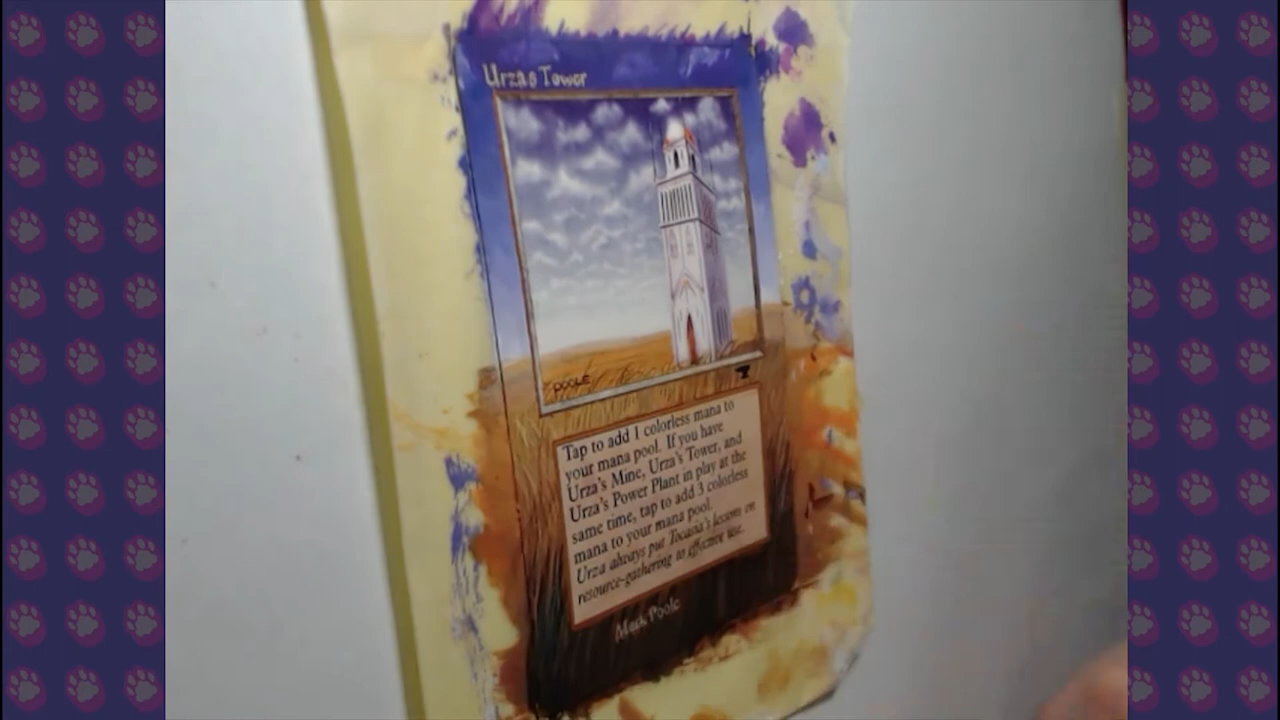 Urza's Tower
POOLE
Tap to add 1 colorless mana to
your mana pool. If you have
Urza's Mine, Urza's Tower, and
Urza's Power Plant in play at the
same time, tap to add 3 colorless
mana to your mana pool.
Urza always put Tocasia's lessons on
resource-gathering to effective use.
Mark Poole